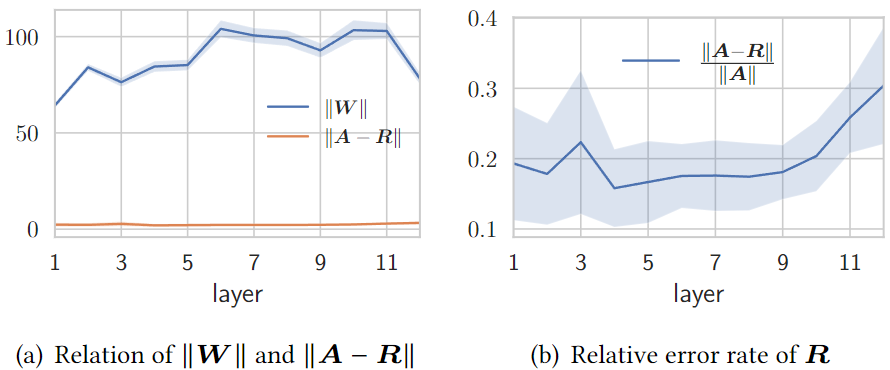 100
50
0
1 3 5 7 9 11
layer
‖W‖
‖A − R‖
(a) Relation of ‖W‖ and ‖A − R‖
0.4
0.3
0.2
0.1
1 3 5 7 9 11
layer
‖A−R‖
‖A‖
(b) Relative error rate of R